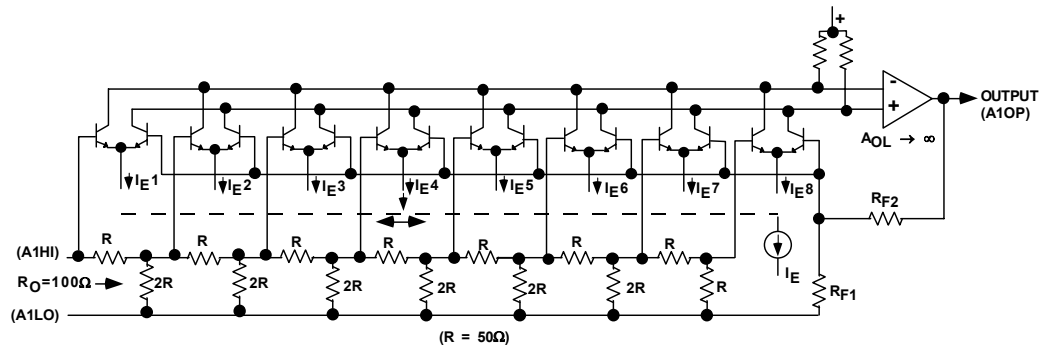 +
-
+
OUTPUT
(A1OP)
A_OL → ∞
I_E1 I_E2 I_E3 I_E4 I_E5 I_E6 I_E7 I_E8
R_F2
(A1HI) R R R R R R R
I_E
R_O=100Ω 2R 2R 2R 2R 2R 2R R
R_F1
(A1LO)
(R = 50Ω)